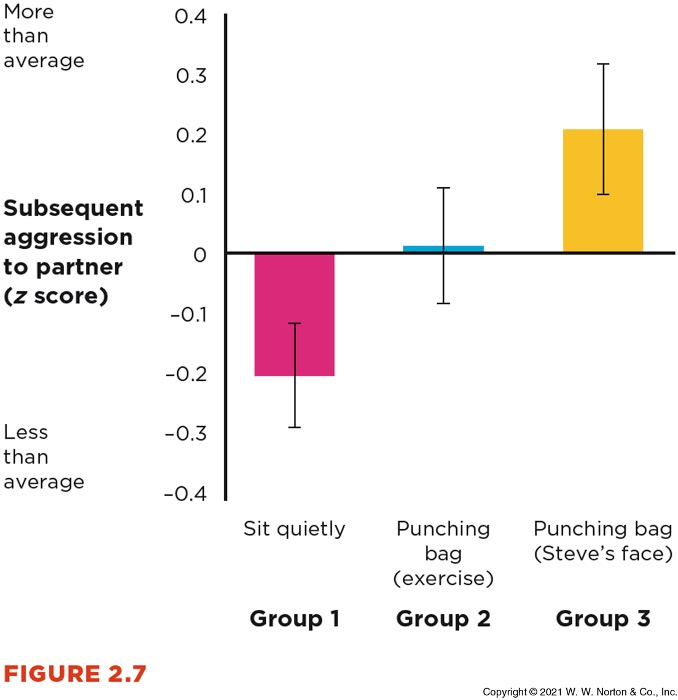 More
than
average
0.4
0.3
0.2
0.1
0
–0.1
–0.2
–0.3
–0.4
Subsequent
aggression
to partner
(z score)
Less
than
average
Sit quietly
Punching
bag
(exercise)
Punching bag
(Steve’s face)
Group 1
Group 2
Group 3
FIGURE 2.7
Copyright © 2021 W. W. Norton & Co., Inc.